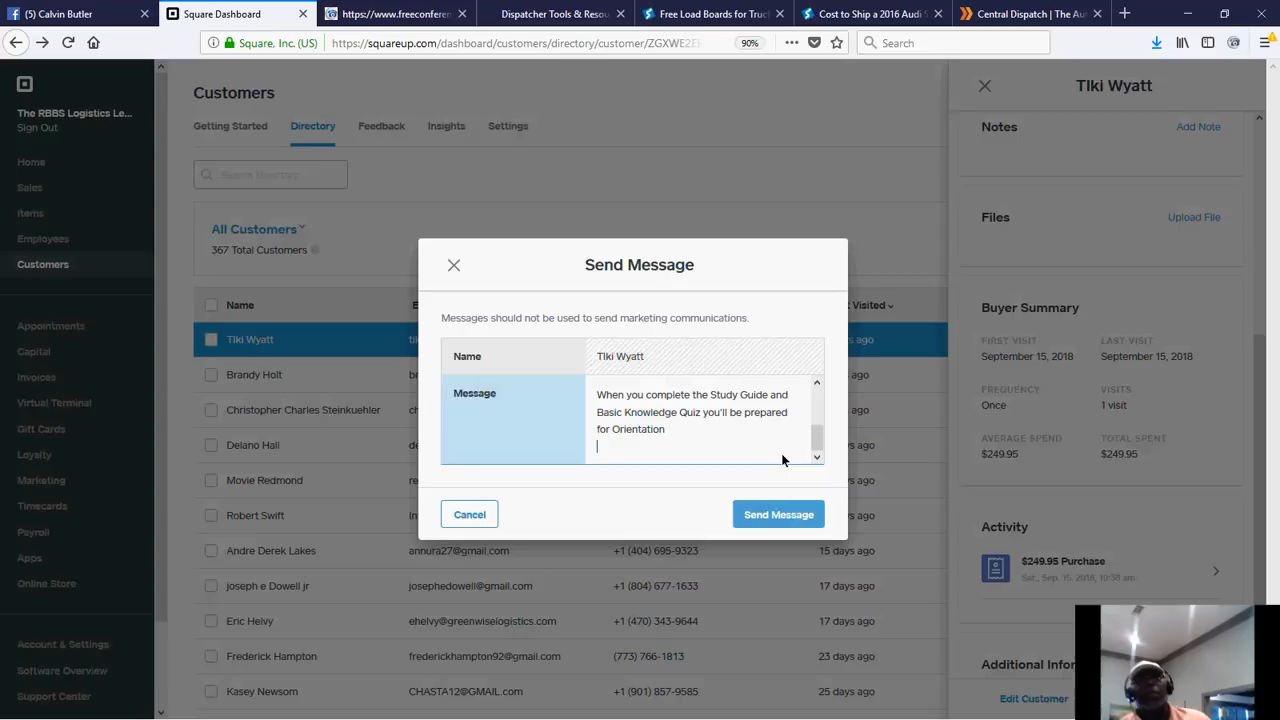 (5) Calvin Butler
Square Dashboard
https://www.freeconferen
Dispatcher Tools & Resou
Free Load Boards for Truc
Cost to Ship a 2016 Audi S
Central Dispatch | The Au
Square, Inc. (US)
https://squareup.com/dashboard/customers/directory/customer/ZGXWE2E
90%
Search
The RBBS Logistics Le...
Sign Out
Home
Sales
Items
Employees
Customers
Appointments
Capital
Invoices
Virtual Terminal
Gift Cards
Loyalty
Marketing
Timecards
Payroll
Apps
Online Store
Account & Settings
Software Overview
Support Center
Customers
Getting Started Directory Feedback Insights Settings
Search Directory
All Customers
367 Total Customers
Name
Visited
TIki Wyatt
Brandy Holt
Christopher Charles Steinkuehler
Delano Hall
Movie Redmond
Robert Swift
Andre Derek Lakes annura27@gmail.com +1 (404) 695-9323 15 days ago
joseph e Dowell jr josephedowell@gmail.com +1 (804) 677-1633 17 days ago
Eric Helvy ehelvy@greenwiselogistics.com +1 (470) 343-9644 17 days ago
Frederick Hampton frederickhampton92@gmail.com (773) 766-1813 23 days ago
Kasey Newsom CHASTA12@GMAIL.com +1 (901) 857-9585 25 days ago
Send Message
Messages should not be used to send marketing communications.
Name TIki Wyatt
Message
When you complete the Study Guide and
Basic Knowledge Quiz you'll be prepared
for Orientation
Cancel
Send Message
TIki Wyatt
Notes Add Note
Files Upload File
Buyer Summary
FIRST VISIT LAST VISIT
September 15, 2018 September 15, 2018
FREQUENCY VISITS
Once 1 visit
AVERAGE SPEND TOTAL SPENT
$249.95 $249.95
Activity
$249.95 Purchase
Sat., Sep. 15, 2018, 10:38 am
Additional Infor
Edit Customer